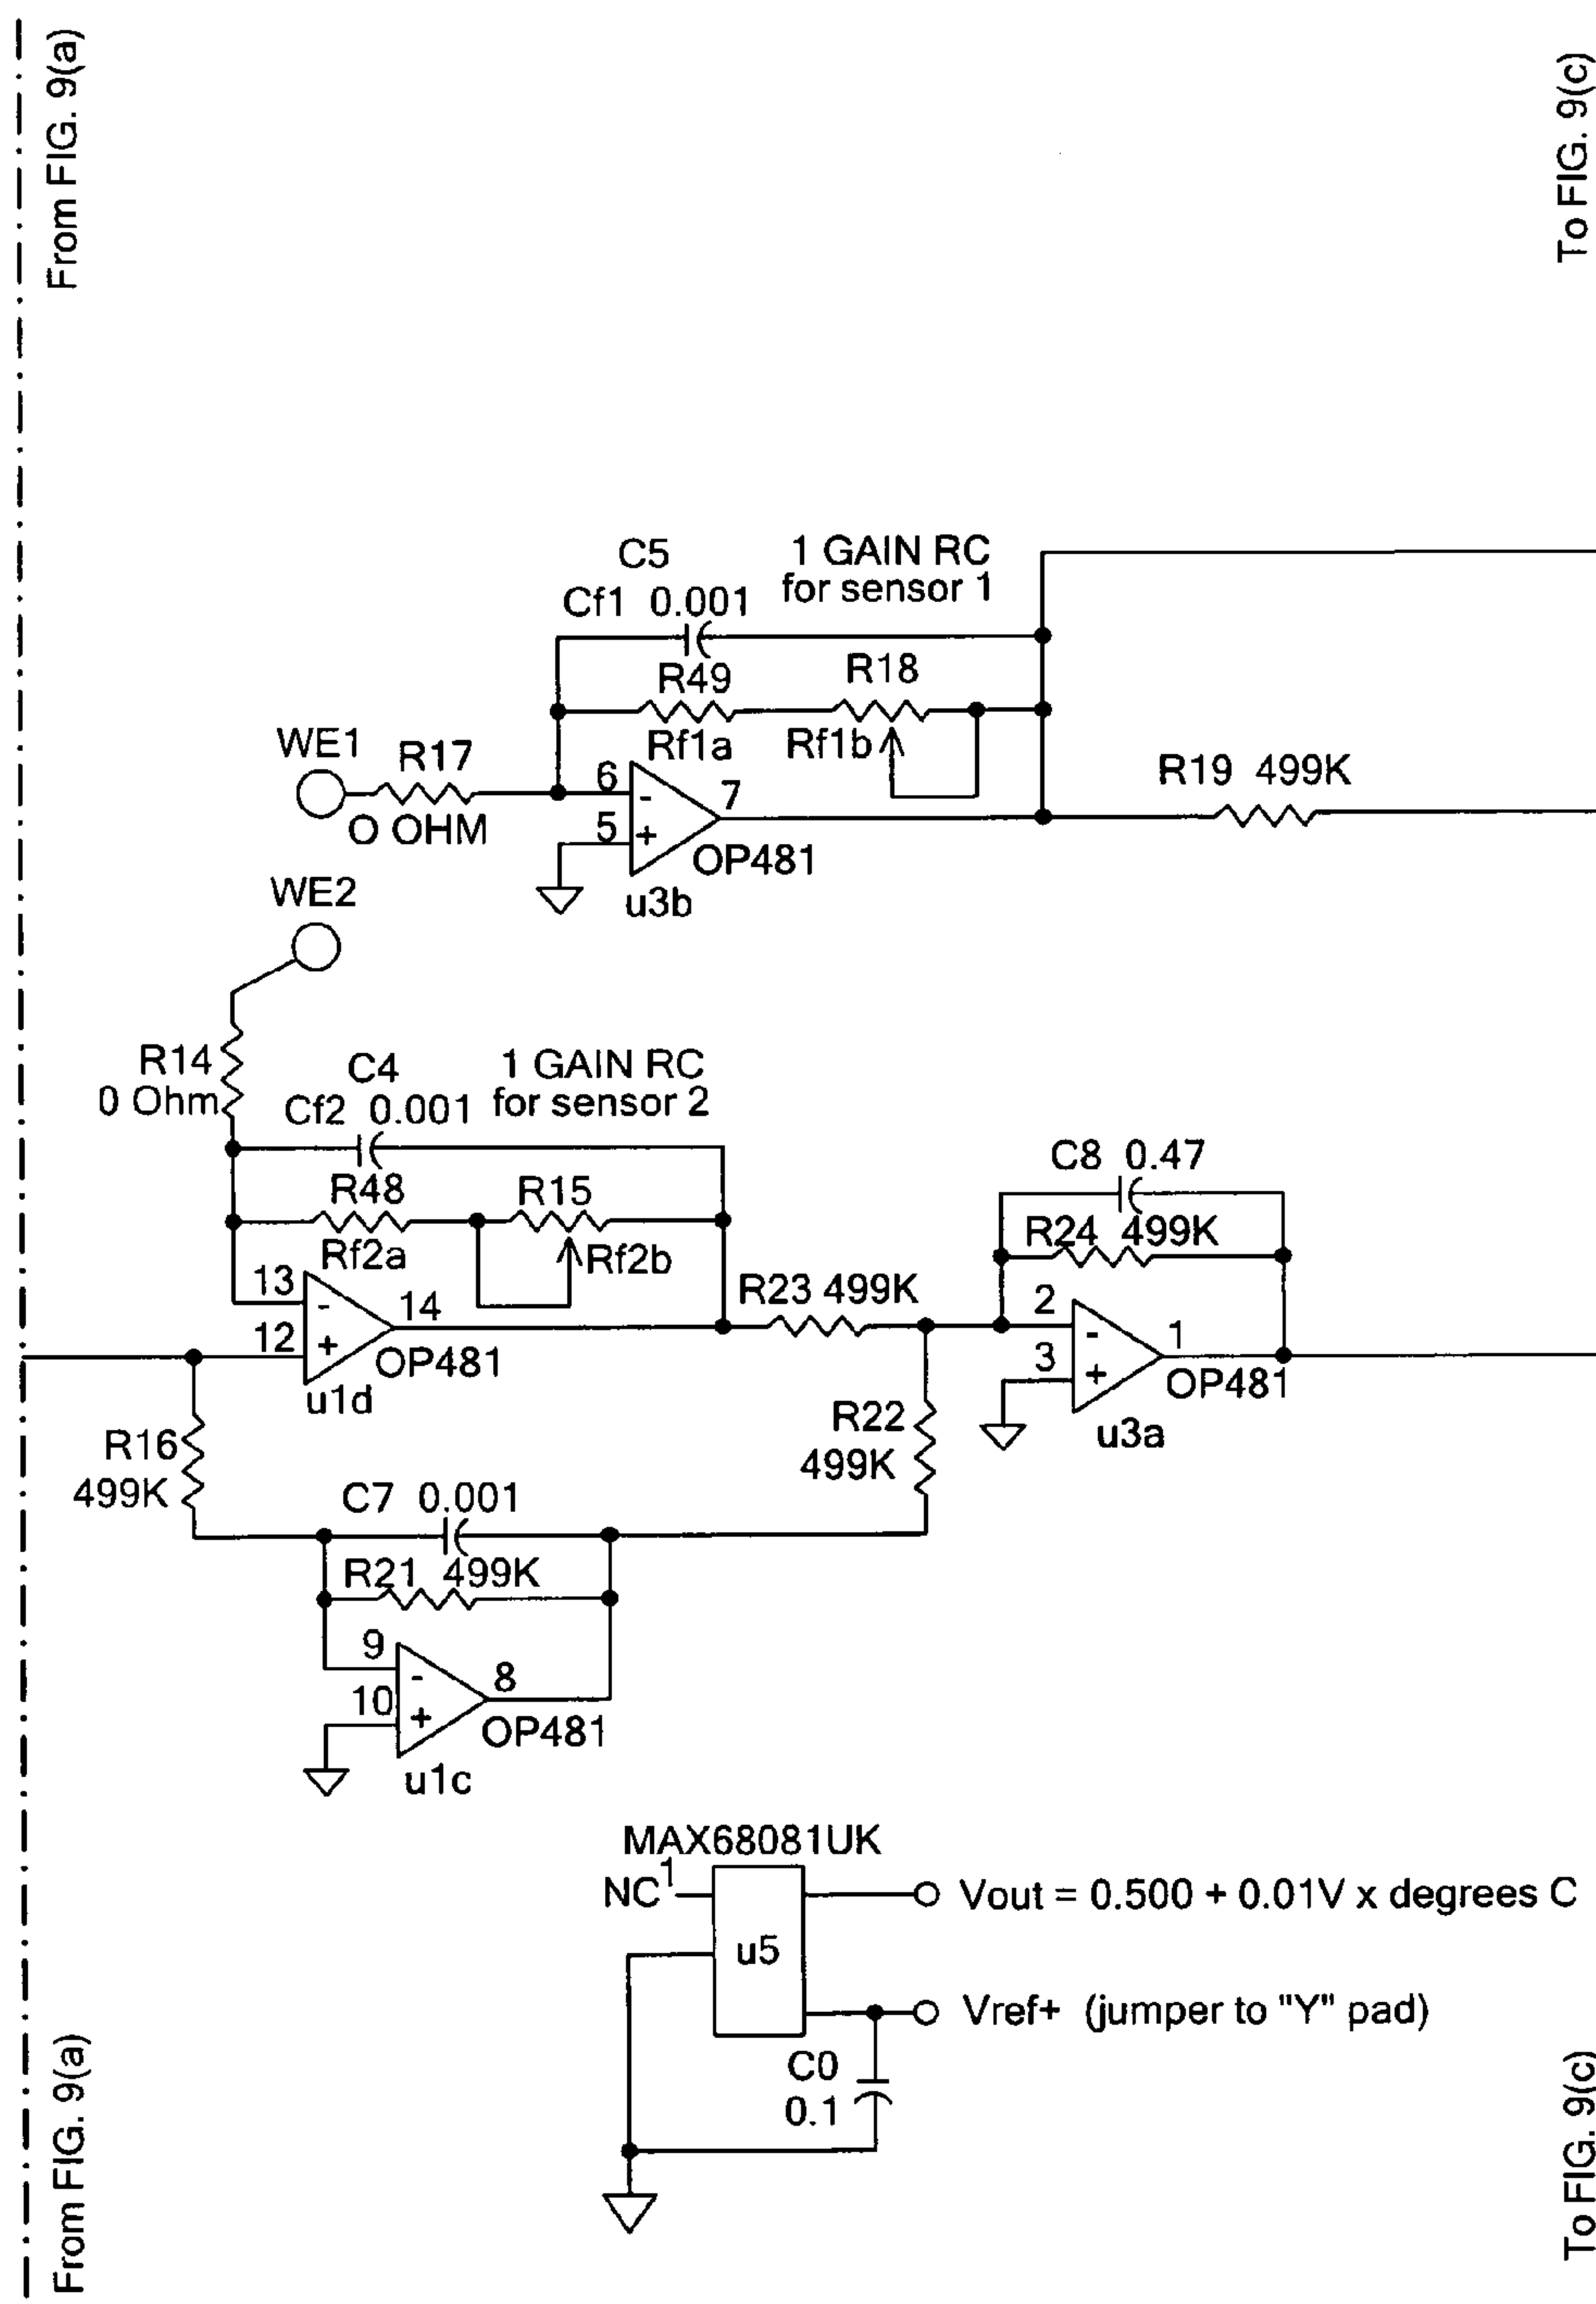 From FIG. 9(a)
To FIG. 9(c)
C5
Cf1 0.001
1 GAIN RC
for sensor 1
R49
Rf1a
R18
Rf1b
WE1
R17
O OHM
6
-
5
+
7
OP481
u3b
R19 499K
WE2
R14
0 Ohm
C4
Cf2 0.001
1 GAIN RC
for sensor 2
R48
Rf2a
R15
Rf2b
13
-
12
+
14
OP481
u1d
R23 499K
C8 0.47
R24 499K
2
-
3
+
1
OP481
u3a
R16
499K
R22
499K
C7 0.001
R21 499K
9
-
10
+
8
OP481
u1c
MAX68081UK
NC 1
u5
Vout = 0.500 + 0.01V x degrees C
Vref+ (jumper to "Y" pad)
C0
0.1
From FIG. 9(a)
To FIG. 9(c)